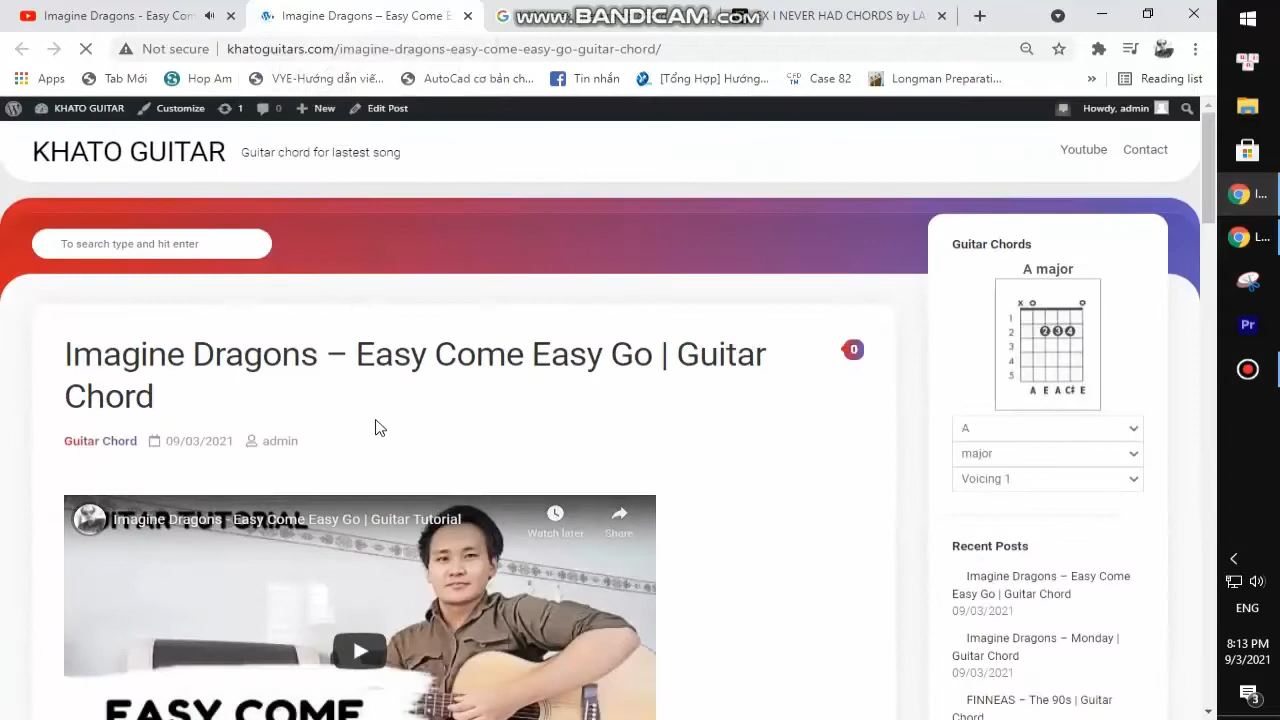 Imagine Dragons - Easy Com
Imagine Dragons – Easy Come E
www.BANDICAM.com
X I NEVER HAD CHORDS by LA
Not secure
khatoguitars.com/imagine-dragons-easy-come-easy-go-guitar-chord/
Apps
Tab Mới
Hop Am
VYE-Hướng dẫn viế...
AutoCad cơ bản ch...
Tin nhắn
[Tổng Hợp] Hướng...
Case 82
Longman Preparati...
»
Reading list
KHATO GUITAR
Customize
1
0
New
Edit Post
Howdy, admin
KHATO GUITAR
Guitar chord for lastest song
Youtube
Contact
To search type and hit enter
Guitar Chords
A major
X O O
1
2
3
4
5
2 3 4
A E A C# E
A
major
Voicing 1
Imagine Dragons – Easy Come Easy Go | Guitar
Chord
0
Guitar Chord
09/03/2021
admin
ITAR TUTORIAL
Imagine Dragons - Easy Come Easy Go | Guitar Tutorial
Watch later
Share
EASY COME
Recent Posts
Imagine Dragons – Easy Come
Easy Go | Guitar Chord
09/03/2021
Imagine Dragons – Monday |
Guitar Chord
09/03/2021
FINNEAS – The 90s | Guitar
Chord
I...
L...
Pr
ENG
8:13 PM
9/3/2021
3